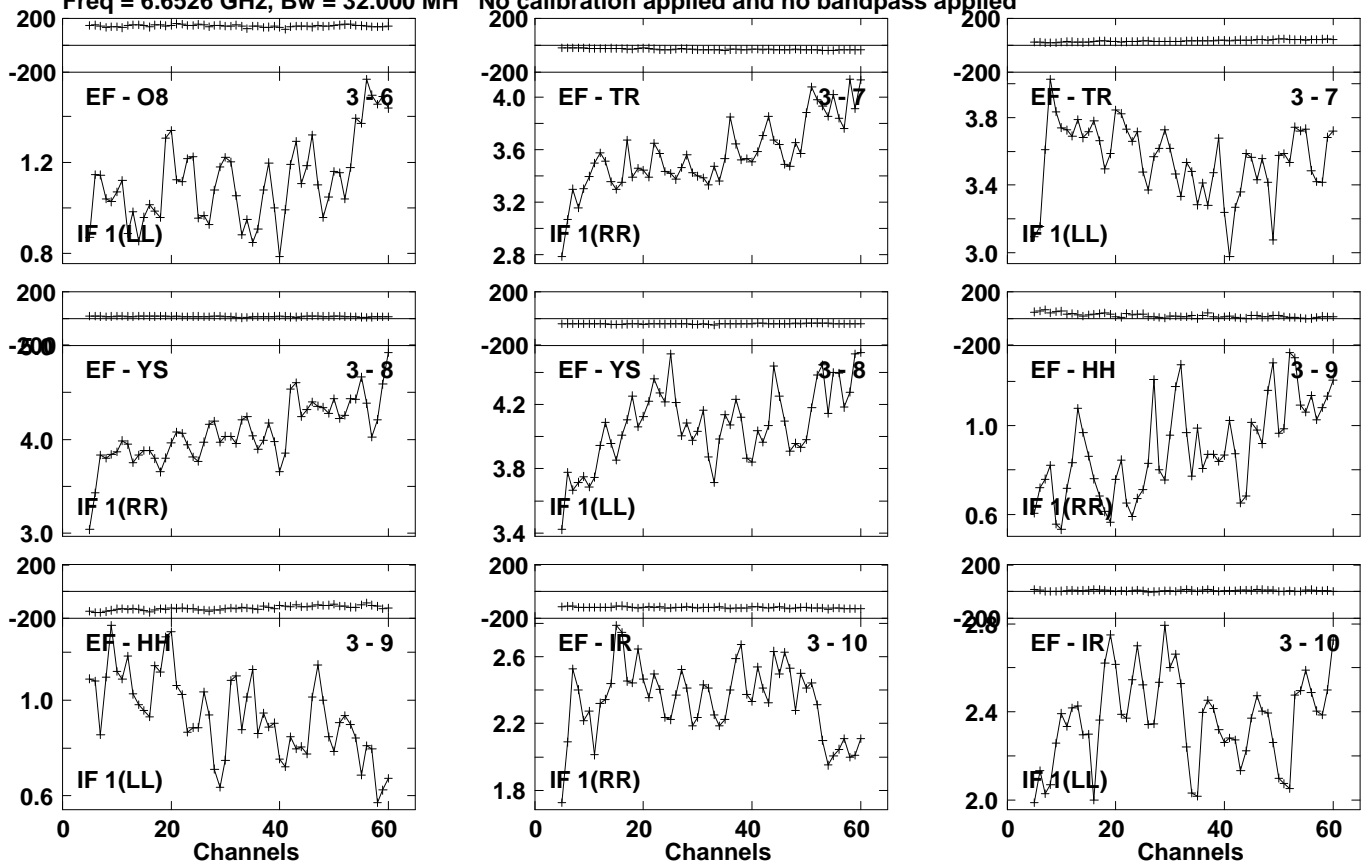 Freq = 6.6526 GHz, Bw = 32.000 MH No calibration applied and no bandpass applied
200
-200
EF - O8
3 - 6
1.2
0.8
IF 1(LL)
200
-200
EF - TR
3 - 7
4.0
3.6
3.2
2.8
IF 1(RR)
200
-200
EF - TR
3 - 7
3.8
3.4
3.0
IF 1(LL)
200
-200
5.0
EF - YS
3 - 8
4.0
3.0
IF 1(RR)
200
-200
EF - YS
3 - 8
4.2
3.8
3.4
IF 1(LL)
200
-200
EF - HH
3 - 9
1.0
0.6
IF 1(RR)
200
-200
EF - HH
3 - 9
1.0
0.6
IF 1(LL)
0 20 40 60
Channels
200
-200
EF - IR
3 - 10
2.6
2.2
1.8
IF 1(RR)
0 20 40 60
Channels
200
-200
2.8
EF - IR
3 - 10
2.4
2.0
IF 1(LL)
0 20 40 60
Channels